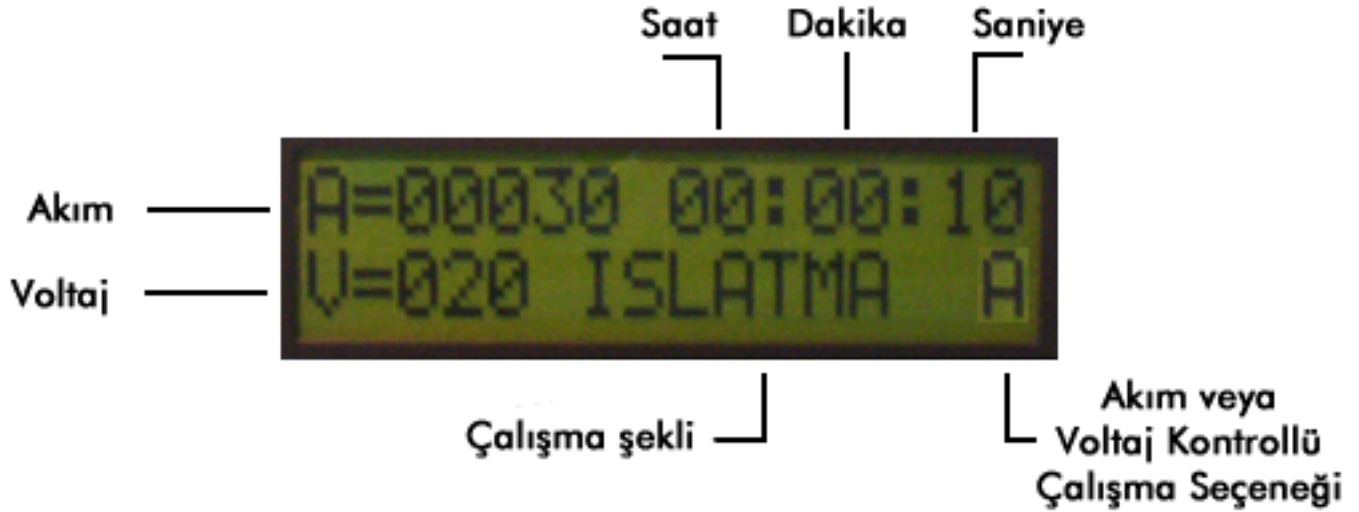 Saat Dakika Saniye
Akım A=00030 00:00:10
Voltaj V=020 ISLATMA A
Çalışma şekli
Akım veya
Voltaj Kontrollü
Çalışma Seçeneği